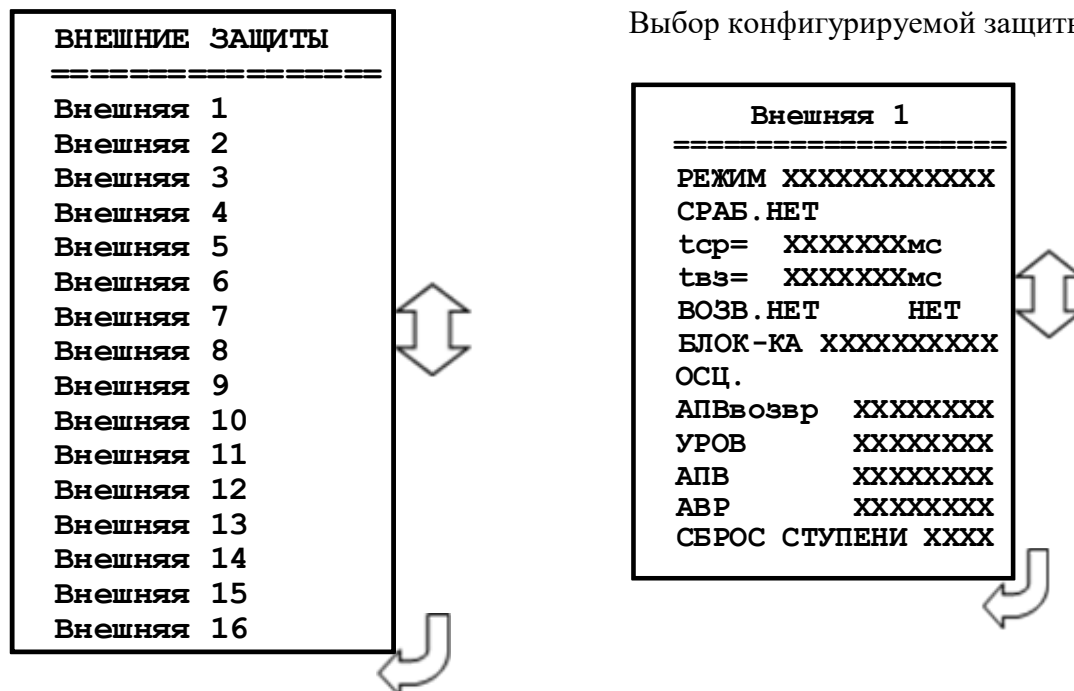 ВНЕШНИЕ ЗАЩИТЫ
=================
Внешняя 1
Внешняя 2
Внешняя 3
Внешняя 4
Внешняя 5
Внешняя 6
Внешняя 7
Внешняя 8
Внешняя 9
Внешняя 10
Внешняя 11
Внешняя 12
Внешняя 13
Внешняя 14
Внешняя 15
Внешняя 16
Выбор конфигурируемой защиты
Внешняя 1
====================
РЕЖИМ XXXXXXXXXXXX
СРАБ.НЕТ
tср= XXXXXXXмс
tвз= XXXXXXXмс
ВОЗВ.НЕТ НЕТ
БЛОК-КА XXXXXXXXXX
ОСЦ.
АПВвозвр XXXXXXXX
УРОВ XXXXXXXX
АПВ XXXXXXXX
АВР XXXXXXXX
СБРОС СТУПЕНИ XXXX